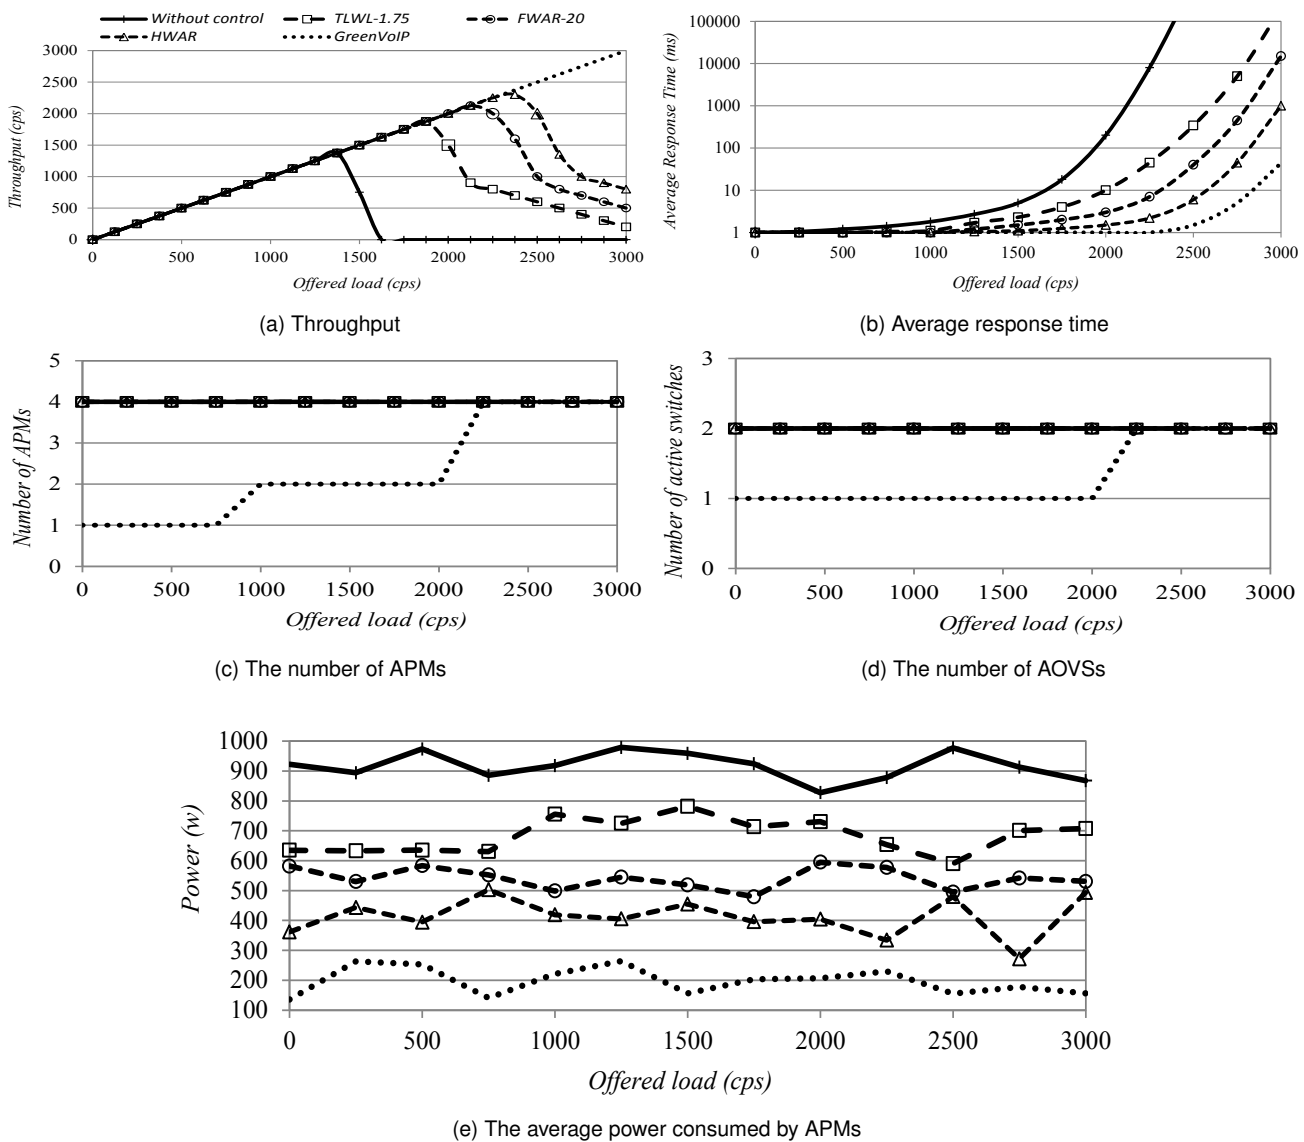 Without control TLWL-1.75 FWAR-20
HWAR GreenVoIP
3000
2500
2000
1500
1000
500
0
Throughput (cps)
0 500 1000 1500 2000 2500 3000
Offered load (cps)
(a) Throughput
100000
10000
1000
100
10
1
Average Response Time (ms)
0 500 1000 1500 2000 2500 3000
Offered load (cps)
(b) Average response time
5
4
3
2
1
0
Number of APMs
0 500 1000 1500 2000 2500 3000
Offered load (cps)
(c) The number of APMs
3
2
1
0
Number of active switches
0 500 1000 1500 2000 2500 3000
Offered load (cps)
(d) The number of AOVSs
1000
900
800
700
600
500
400
300
200
100
Power (w)
0 500 1000 1500 2000 2500 3000
Offered load (cps)
(e) The average power consumed by APMs